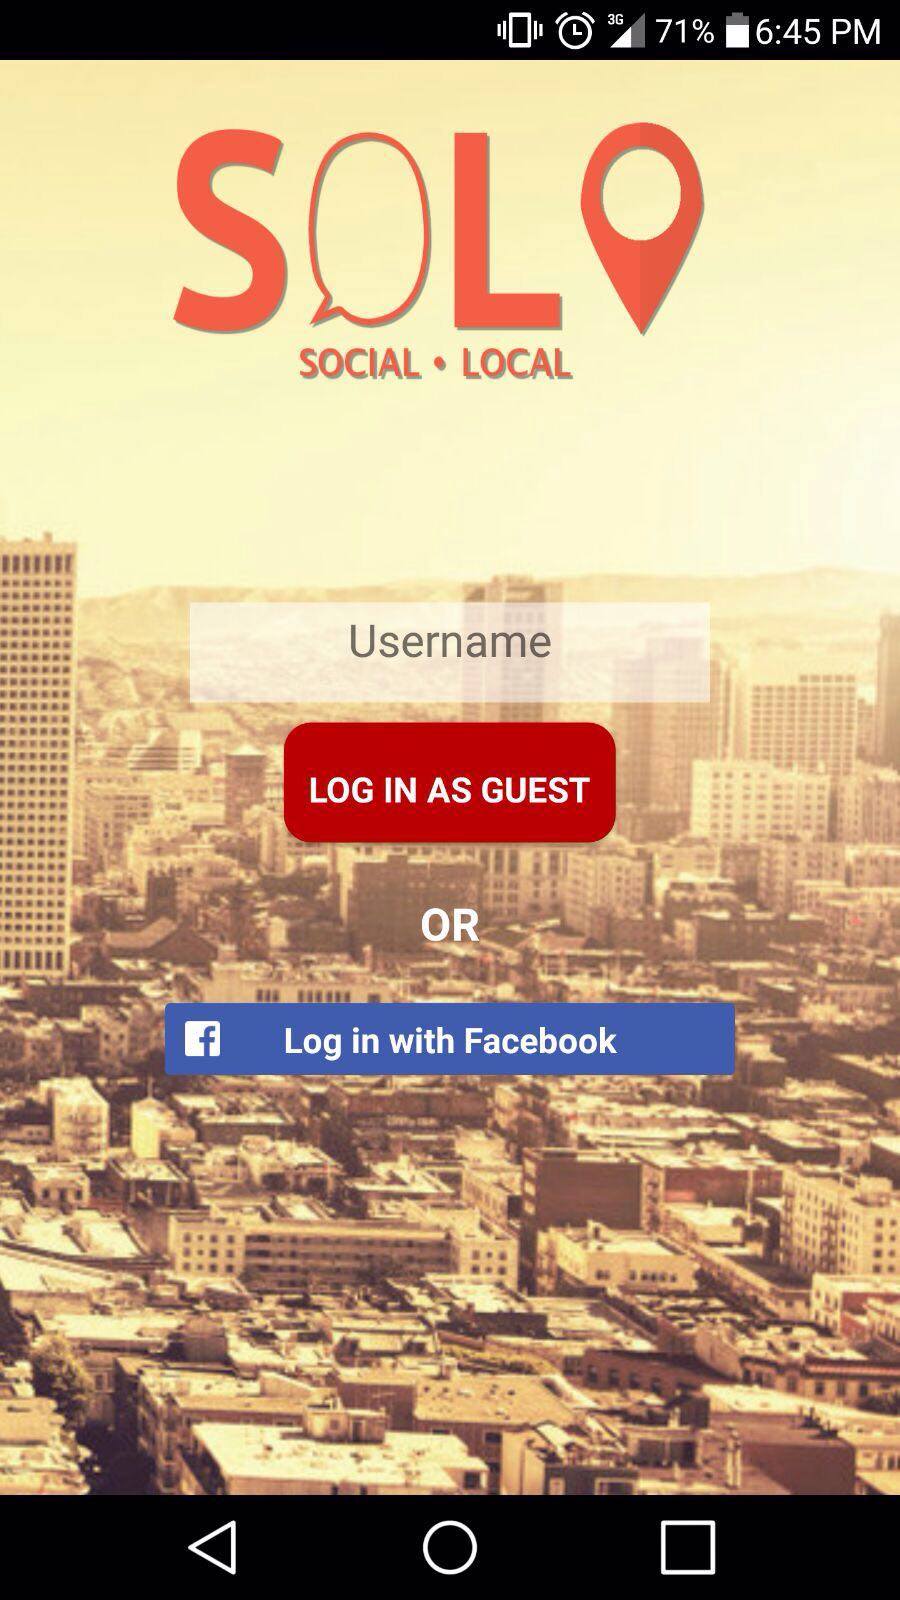 3G 71% 6:45 PM
SOLO
SOCIAL • LOCAL
Username
LOG IN AS GUEST
OR
Log in with Facebook